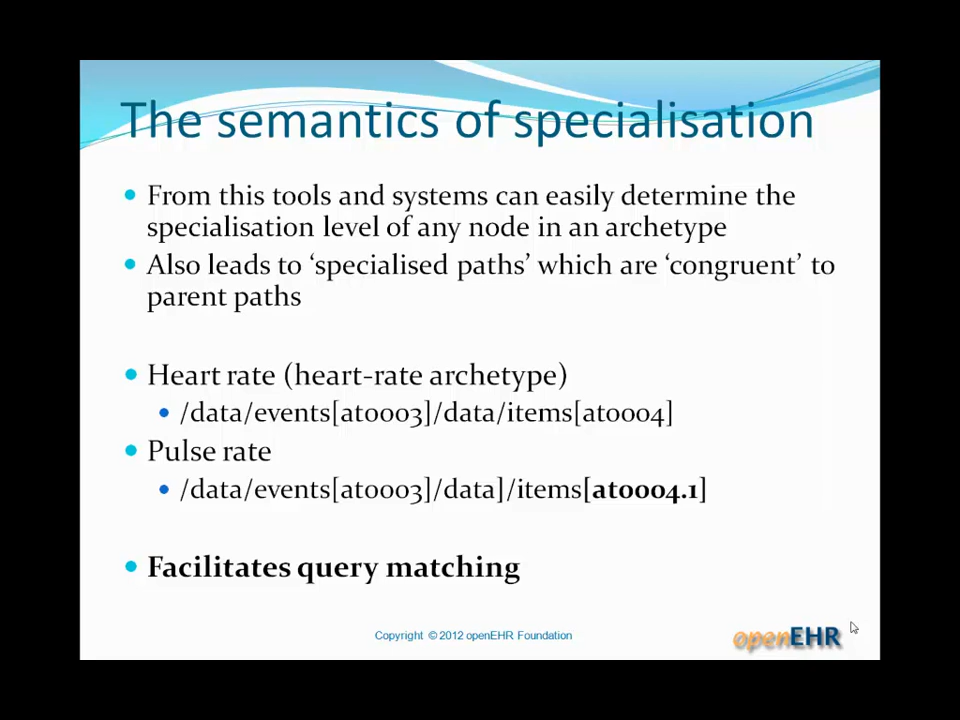 The semantics of specialisation
• From this tools and systems can easily determine the
specialisation level of any node in an archetype
• Also leads to ‘specialised paths’ which are ‘congruent’ to
parent paths
• Heart rate (heart-rate archetype)
• /data/events[at0003]/data/items[at0004]
• Pulse rate
• /data/events[at0003]/data]/items[at0004.1]
• Facilitates query matching
Copyright © 2012 openEHR Foundation
openEHR